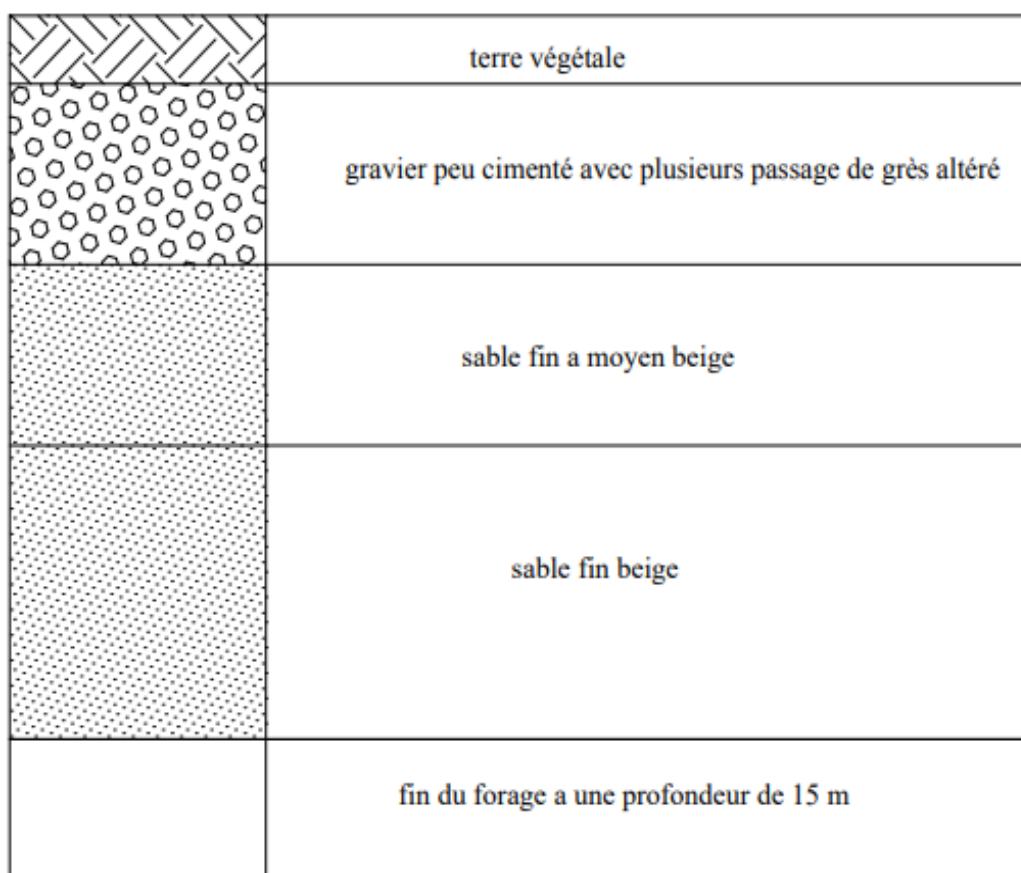 terre végétale
gravier peu cimenté avec plusieurs passage de grès altéré
sable fin a moyen beige
sable fin beige
fin du forage a une profondeur de 15 m